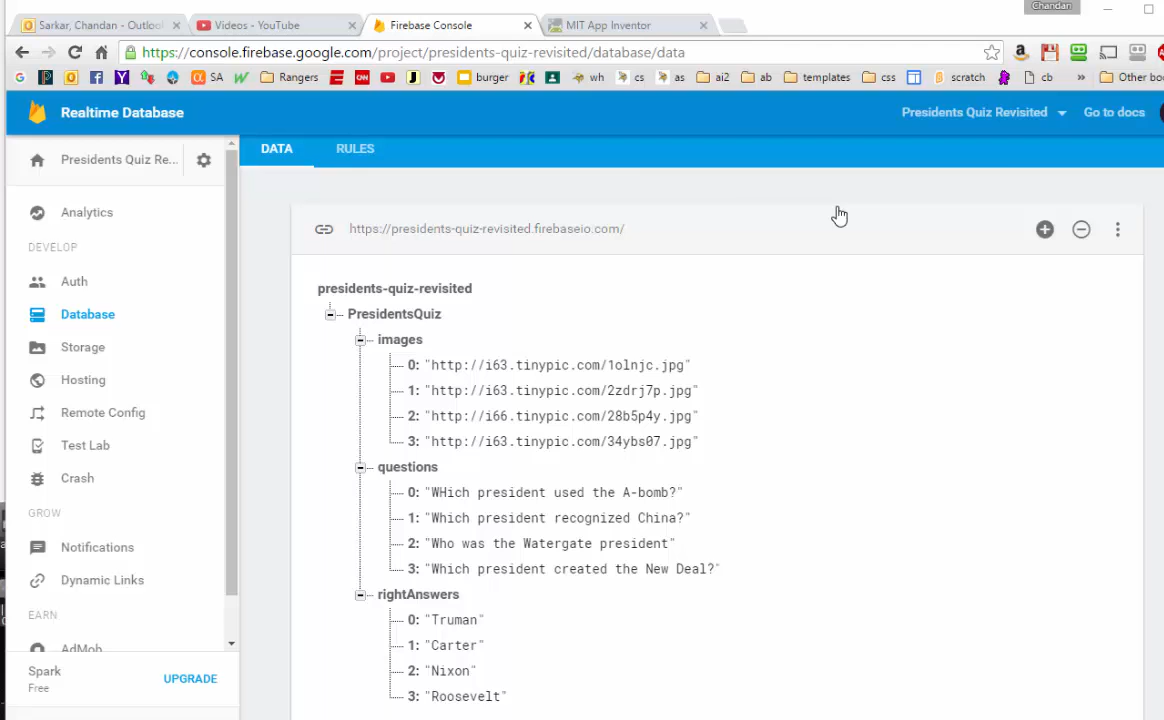 Chandan
Sarkar, Chandan - Outlool
Videos - YouTube
Firebase Console
MIT App Inventor
https://console.firebase.google.com/project/presidents-quiz-revisited/database/data
SA
Rangers
burger
wh
cs
as
ai2
ab
templates
css
scratch
cb
»
Other boo
Realtime Database
Presidents Quiz Revisited
Go to docs
Presidents Quiz Re...
DATA
RULES
Analytics
https://presidents-quiz-revisited.firebaseio.com/
DEVELOP
Auth
Database
Storage
Hosting
Remote Config
Test Lab
Crash
GROW
Notifications
Dynamic Links
EARN
AdMob
Spark
Free
UPGRADE
presidents-quiz-revisited
PresidentsQuiz
images
0: "http://i63.tinypic.com/1olnjc.jpg"
1: "http://i63.tinypic.com/2zdrj7p.jpg"
2: "http://i66.tinypic.com/28b5p4y.jpg"
3: "http://i63.tinypic.com/34ybs07.jpg"
questions
0: "WHich president used the A-bomb?"
1: "Which president recognized China?"
2: "Who was the Watergate president"
3: "Which president created the New Deal?"
rightAnswers
0: "Truman"
1: "Carter"
2: "Nixon"
3: "Roosevelt"